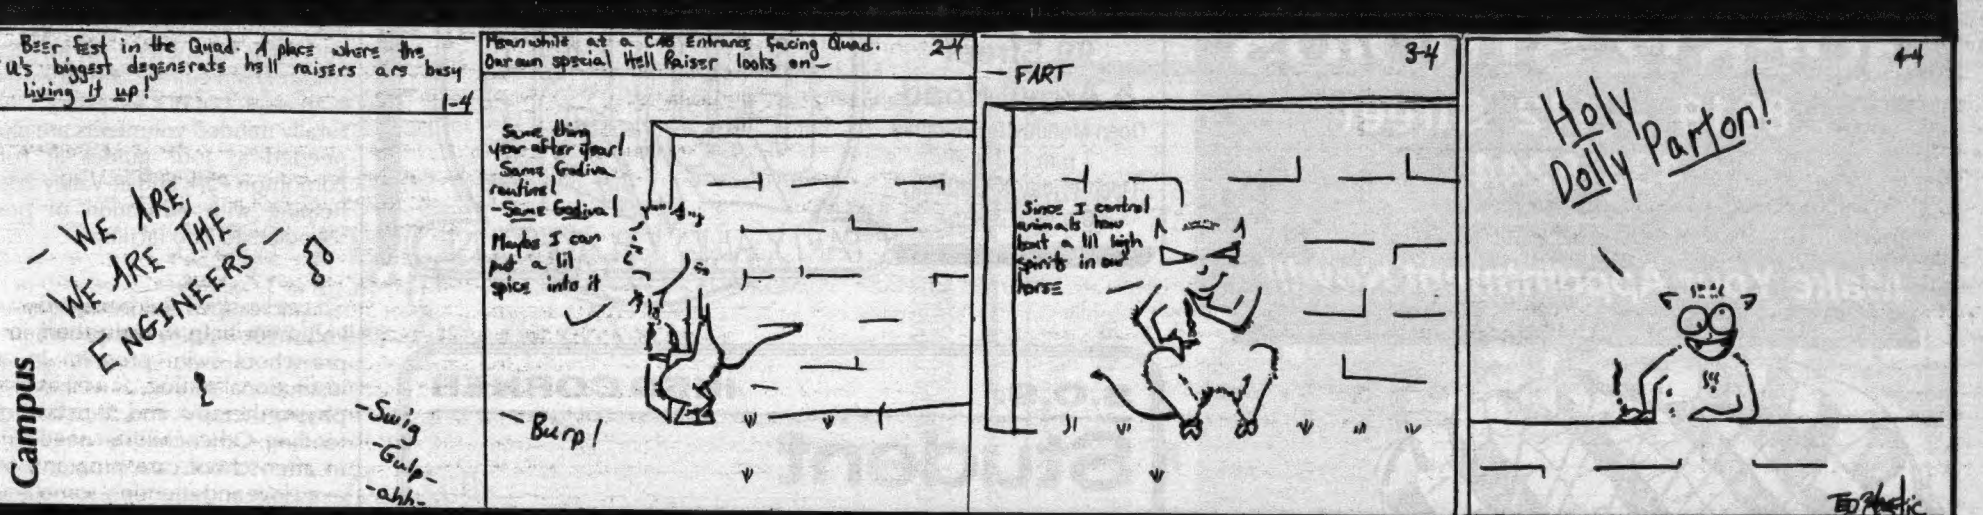 Campus
Beer fest in the Quad. A place where the
U's biggest degenerats hell raisers are busy
living it up!
1-4
- WE ARE,
WE ARE THE
ENGINEERS -
- Swig
- Gulp -
- ahh -
Meanwhile at a CAB Entrance facing Quad.
Our own special Hell Raiser looks on -
2-4
Same thing
year after year!
- Same Godiva
routine!
- Same Godiva!
Maybe I can
put a lil
spice into it
- Burp!
3-4
- FART
Since I control
animals how
bout a lil high
spirits in our
horse
4-4
Holy
Dolly Parton!
TED